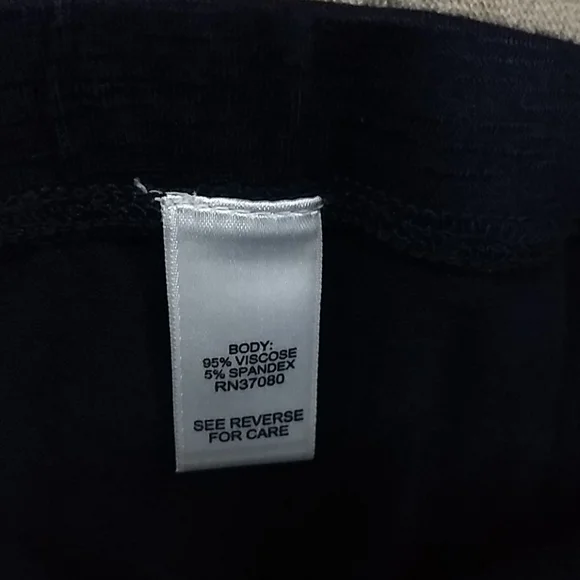 BODY:
95% VISCOSE
5% SPANDEX
RN37080
SEE REVERSE
FOR CARE